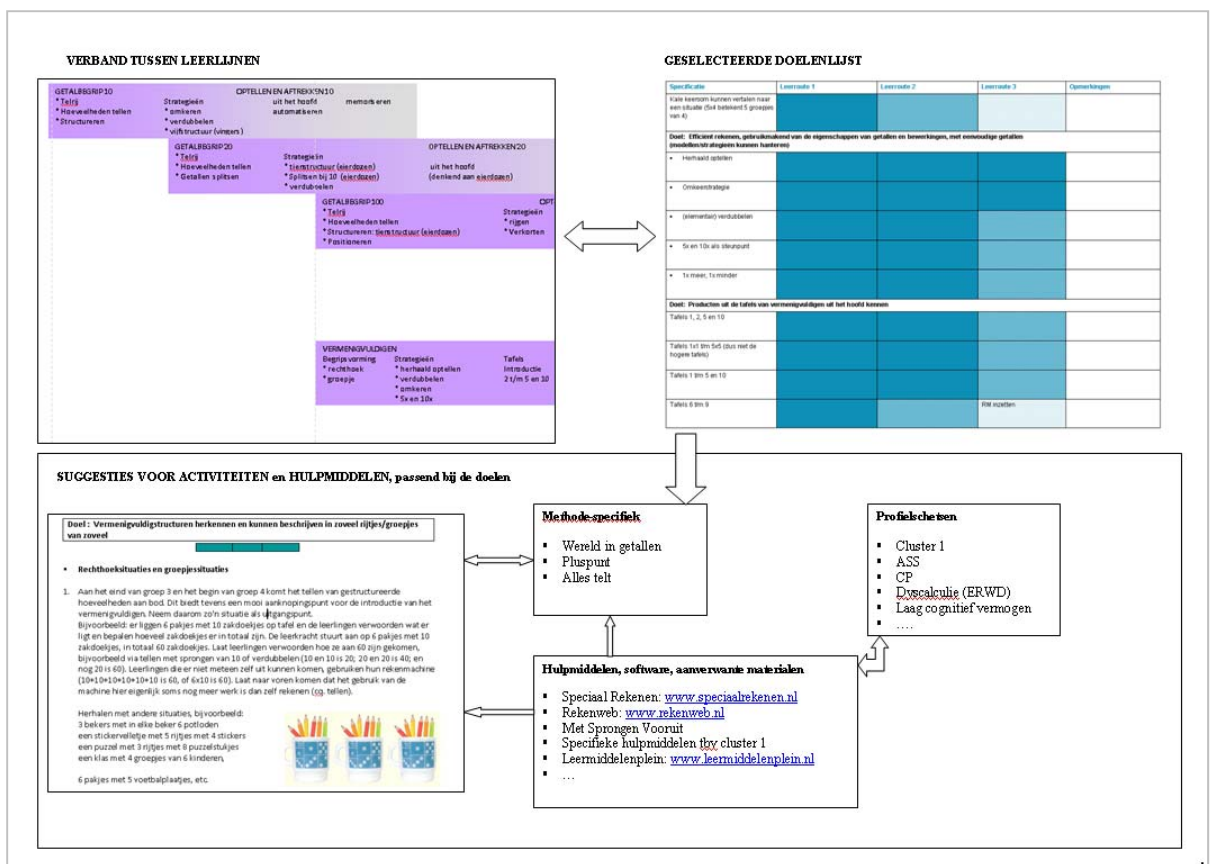 VERBAND TUSSEN LEERLIJNEN
GETALBEGRIP10 OPTELLEN EN AFTREKKEN10
* Telrij Strategieën uit het hoofd memoriseren
* Hoeveelheden tellen * omkeren automatiseren
* Structureren * verdubbelen
* vijfstructuur (vingers)
GETALBEGRIP20 OPTELLEN EN AFTREKKEN20
* Telrij Strategieën
* Hoeveelheden tellen * tienstructuur (eierdozen) uit het hoofd
* Getallen splitsen * Splitsen bij 10 (eierdozen) (denkend aan eierdozen)
* verdubbelen
GETALBEGRIP100 OPT
* Telrij Strategieën
* Hoeveelheden tellen * rijgen
* Structureren: tienstructuur (eierdozen) * Verkorten
* Positioneren
VERMENIGVULDIGEN
Begripsvorming Strategieën Tafels
* rechthoek * herhaald optellen Introductie
* groepje * verdubbelen 2 t/m 5 en 10
* omkeren
* 5x en 10x
GESELECTEERDE DOELENLIJST
Specificatie Leerroute 1 Leerroute 2 Leerroute 3 Opmerkingen
Kale keersom kunnen vertalen naar
een situatie (5x4 betekent 5 groepjes
van 4)
Doel: Efficiënt rekenen, gebruikmakend van de eigenschappen van getallen en bewerkingen, met eenvoudige getallen
(modellen/strategieën kunnen hanteren)
• Herhaald optellen
• Omkeerstrategie
• (elementair) verdubbelen
• 5x en 10x als steunpunt
• 1x meer, 1x minder
Doel: Producten uit de tafels van vermenigvuldigen uit het hoofd kennen
Tafels 1, 2, 5 en 10
Tafels 1x1 t/m 5x5 (dus niet de
hogere tafels)
Tafels 1 t/m 5 en 10
Tafels 6 t/m 9 RM inzetten
SUGGESTIES VOOR ACTIVITEITEN en HULPMIDDELEN, passend bij de doelen
Doel : Vermenigvuldigstructuren herkennen en kunnen beschrijven in zoveel rijtjes/groepjes
van zoveel
• Rechthoeksituaties en groepjessituaties
1. Aan het eind van groep 3 en het begin van groep 4 komt het tellen van gestructureerde
hoeveelheden aan bod. Dit biedt tevens een mooi aanknopingspunt voor de introductie van het
vermenigvuldigen. Neem daarom zo'n situatie als uitgangspunt.
Bijvoorbeeld: er liggen 6 pakjes met 10 zakdoekjes op tafel en de leerlingen verwoorden wat er
ligt en bepalen hoeveel zakdoekjes er in totaal zijn. De leerkracht stuurt aan op 6 pakjes met 10
zakdoekjes, in totaal 60 zakdoekjes. Laat leerlingen verwoorden hoe ze aan 60 zijn gekomen,
bijvoorbeeld via tellen met sprongen van 10 of verdubbelen (10 en 10 is 20; 20 en 20 is 40; en
nog 20 is 60). Leerlingen die er niet meteen zelf uit kunnen komen, gebruiken hun rekenmachine
(10+10+10+10+10+10 is 60, of 6x10 is 60). Laat naar voren komen dat het gebruik van de
machine hier eigenlijk soms nog meer werk is dan zelf rekenen (cq. tellen).
Herhalen met andere situaties, bijvoorbeeld:
3 bekers met in elke beker 6 potloden
een stickervelletje met 5 rijtjes met 4 stickers
een puzzel met 3 rijtjes met 8 puzzelstukjes
een klas met 4 groepjes van 6 kinderen,
6 pakjes met 5 voetbalplaatjes, etc.
Methode-specifiek
▪ Wereld in getallen
▪ Pluspunt
▪ Alles telt
Profielschetsen
▪ Cluster 1
▪ ASS
▪ CP
▪ Dyscalculie (ERWD)
▪ Laag cognitief vermogen
▪ ….
Hulpmiddelen, software, aanverwante materialen
▪ Speciaal Rekenen: www.speciaalrekenen.nl
▪ Rekenweb: www.rekenweb.nl
▪ Met Sprongen Vooruit
▪ Specifieke hulpmiddelen tbv cluster 1
▪ Leermiddelenplein: www.leermiddelenplein.nl
▪ …